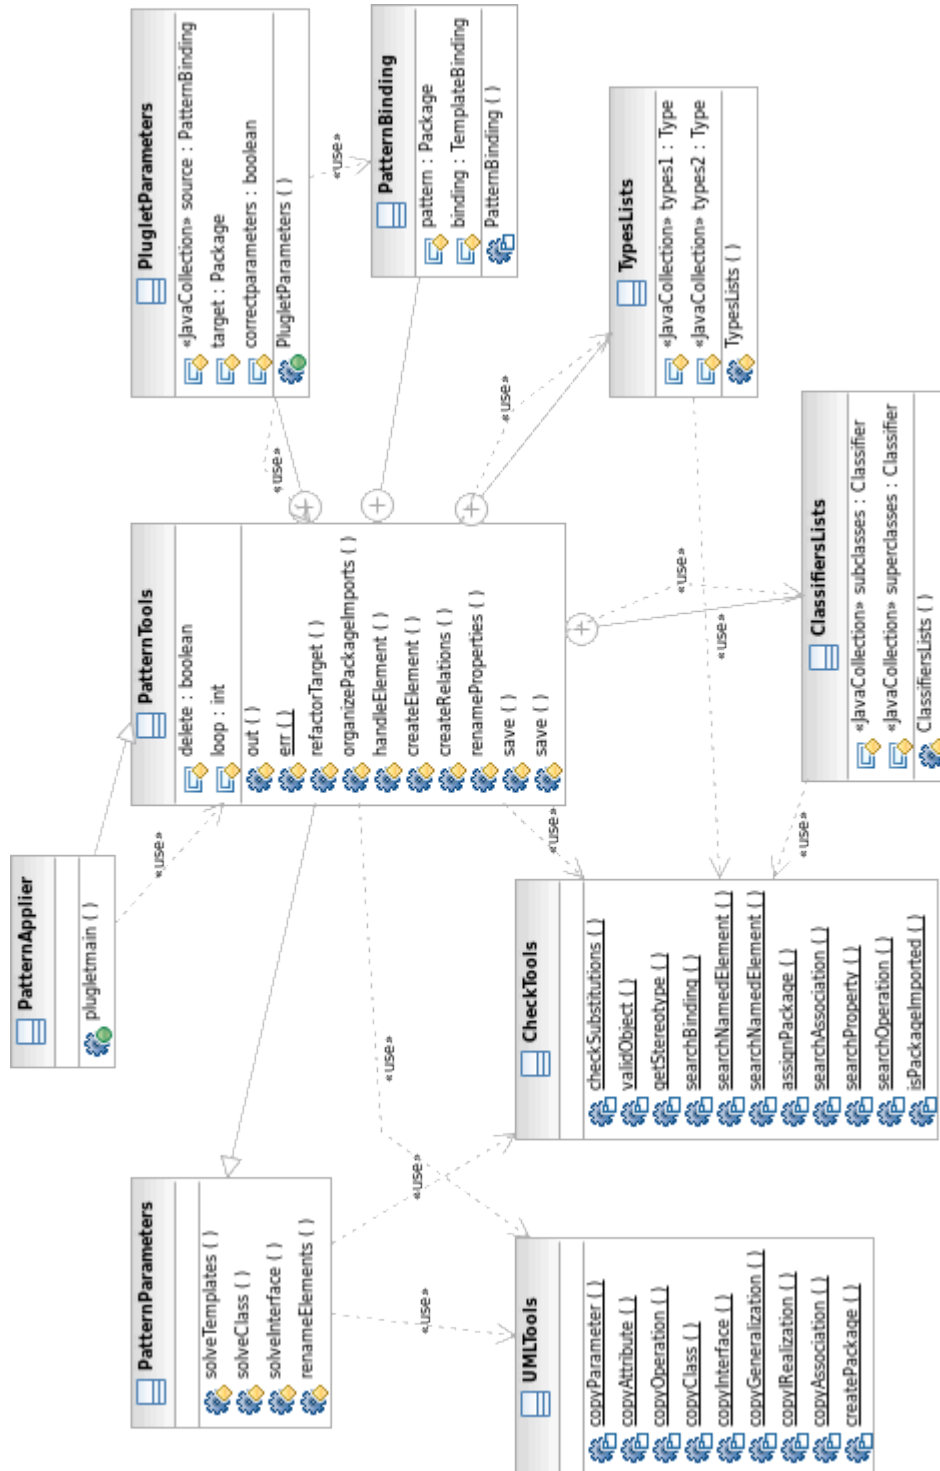 PatternApplier
plugletmain ( )
«use»
PatternParameters
solveTemplates ( )
solveClass ( )
solveInterface ( )
renameElements ( )
«use»
«use»
PatternTools
delete : boolean
loop : int
out ( )
err ( )
refactorTarget ( )
organizePackageImports ( )
handleElement ( )
createElement ( )
createRelations ( )
renameProperties ( )
save ( )
save ( )
«use»
«use»
«use»
PlugletParameters
«JavaCollection» source : PatternBinding
target : Package
correctparameters : boolean
PlugletParameters ( )
«use»
PatternBinding
pattern : Package
binding : TemplateBinding
PatternBinding ( )
UMLTools
copyParameter ( )
copyAttribute ( )
copyOperation ( )
copyClass ( )
copyInterface ( )
copyGeneralization ( )
copyIRealization ( )
copyAssociation ( )
createPackage ( )
CheckTools
checkSubstitutions ( )
validObject ( )
getStereotype ( )
searchBinding ( )
searchNamedElement ( )
searchNamedElement ( )
assignPackage ( )
searchAssociation ( )
searchProperty ( )
searchOperation ( )
isPackageImported ( )
«use»
«use»
TypesLists
«JavaCollection» types1 : Type
«JavaCollection» types2 : Type
TypesLists ( )
«use»
«use»
ClassifiersLists
«JavaCollection» subclasses : Classifier
«JavaCollection» superclasses : Classifier
ClassifiersLists ( )